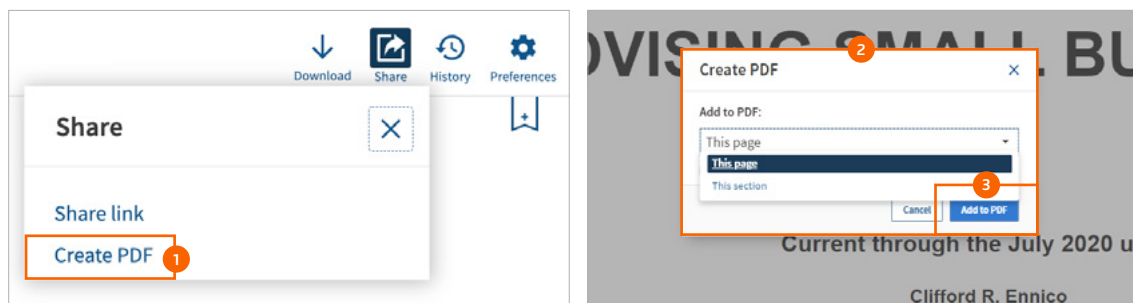 Download Share History Preferences
Share
Share link
Create PDF
1
OVISING SMALL BU
2
Create PDF
Add to PDF:
This page
This page
This section
3
Cancel Add to PDF
Current through the July 2020 u
Clifford R. Ennico